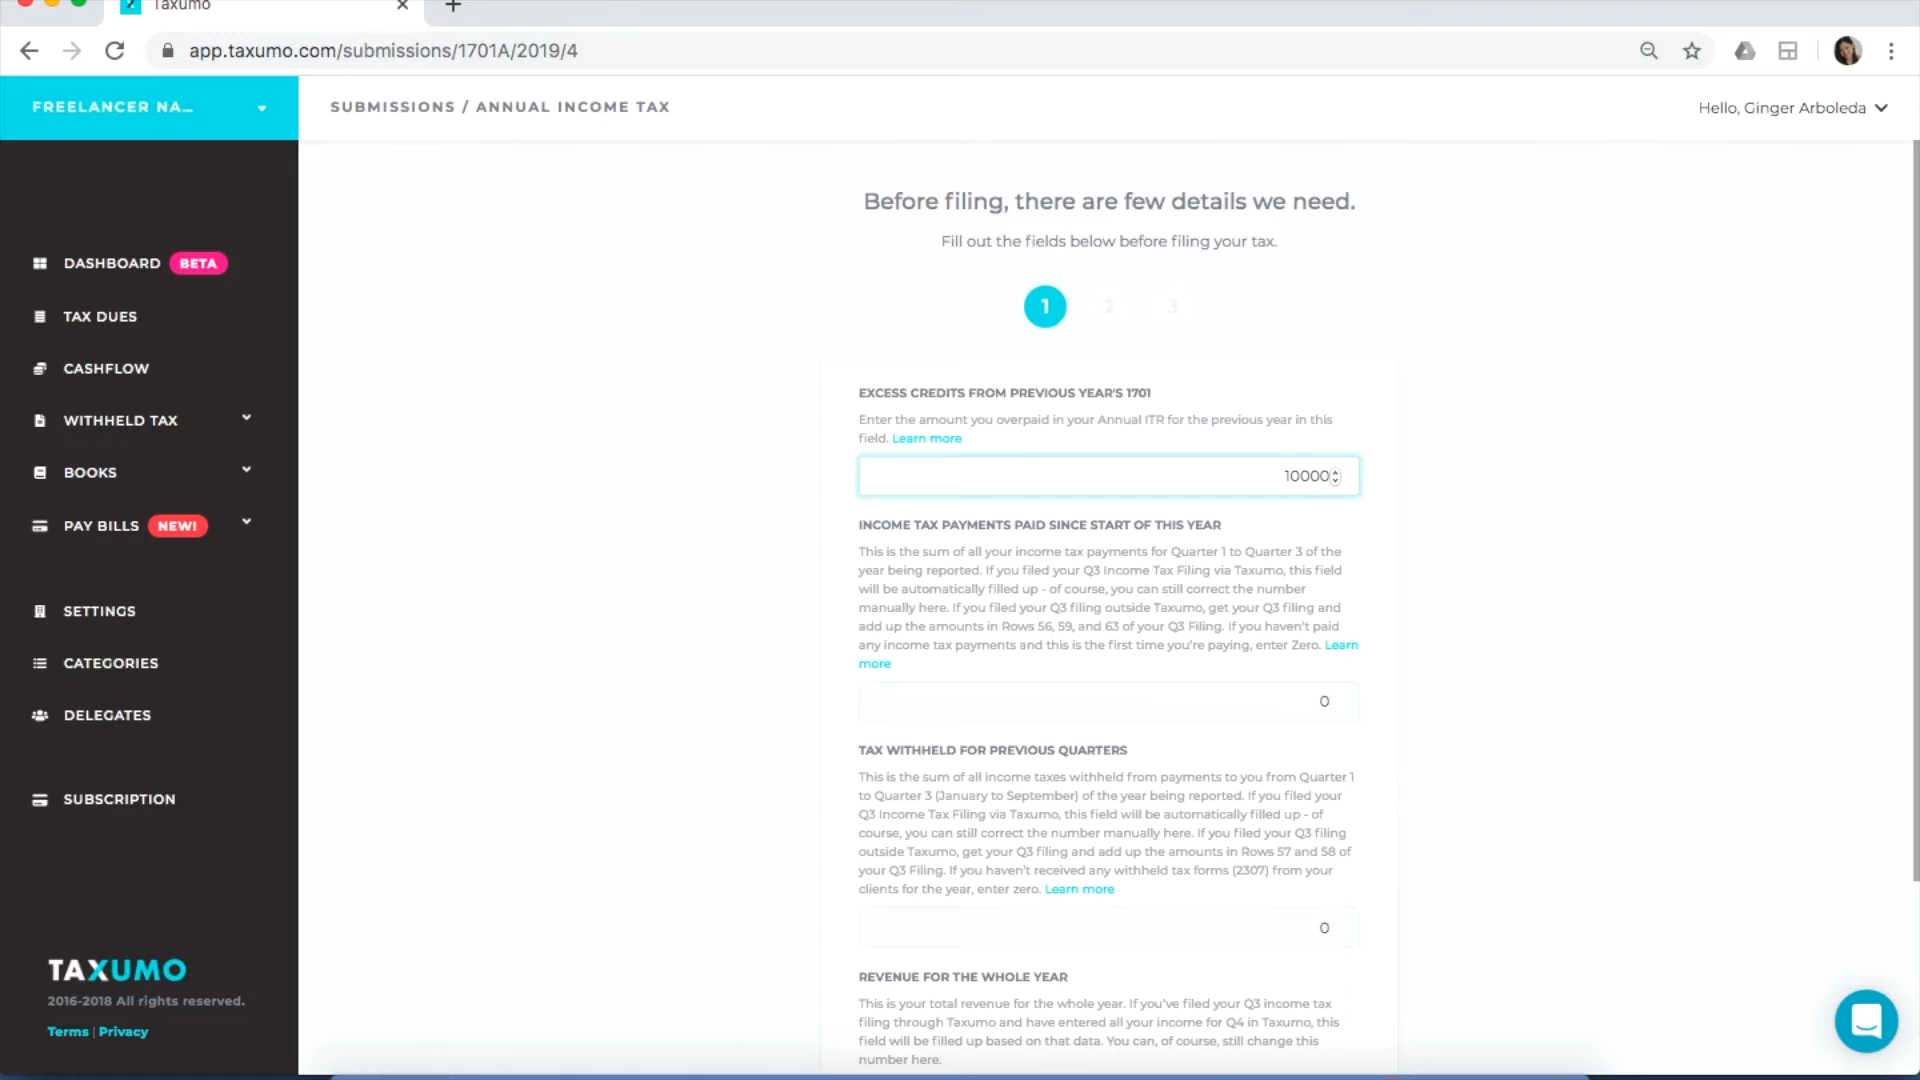 Taxumo
app.taxumo.com/submissions/1701A/2019/4
FREELANCER NA...
SUBMISSIONS / ANNUAL INCOME TAX
Hello, Ginger Arboleda
DASHBOARD BETA
TAX DUES
CASHFLOW
WITHHELD TAX
BOOKS
PAY BILLS NEW!
SETTINGS
CATEGORIES
DELEGATES
SUBSCRIPTION
TAXUMO
2016-2018 All rights reserved.
Terms | Privacy
Before filing, there are few details we need.
Fill out the fields below before filing your tax.
1 2 3
EXCESS CREDITS FROM PREVIOUS YEAR'S 1701
Enter the amount you overpaid in your Annual ITR for the previous year in this
field. Learn more
10000
INCOME TAX PAYMENTS PAID SINCE START OF THIS YEAR
This is the sum of all your income tax payments for Quarter 1 to Quarter 3 of the
year being reported. If you filed your Q3 Income Tax Filing via Taxumo, this field
will be automatically filled up - of course, you can still correct the number
manually here. If you filed your Q3 filing outside Taxumo, get your Q3 filing and
add up the amounts in Rows 56, 59, and 63 of your Q3 Filing. If you haven't paid
any income tax payments and this is the first time you're paying, enter Zero. Learn
more
0
TAX WITHHELD FOR PREVIOUS QUARTERS
This is the sum of all income taxes withheld from payments to you from Quarter 1
to Quarter 3 (January to September) of the year being reported. If you filed your
Q3 Income Tax Filing via Taxumo, this field will be automatically filled up - of
course, you can still correct the number manually here. If you filed your Q3 filing
outside Taxumo, get your Q3 filing and add up the amounts in Rows 57 and 58 of
your Q3 Filing. If you haven't received any withheld tax forms (2307) from your
clients for the year, enter zero. Learn more
0
REVENUE FOR THE WHOLE YEAR
This is your total revenue for the whole year. If you've filed your Q3 income tax
filing through Taxumo and have entered all your income for Q4 in Taxumo, this
field will be filled up based on that data. You can, of course, still change this
number here.